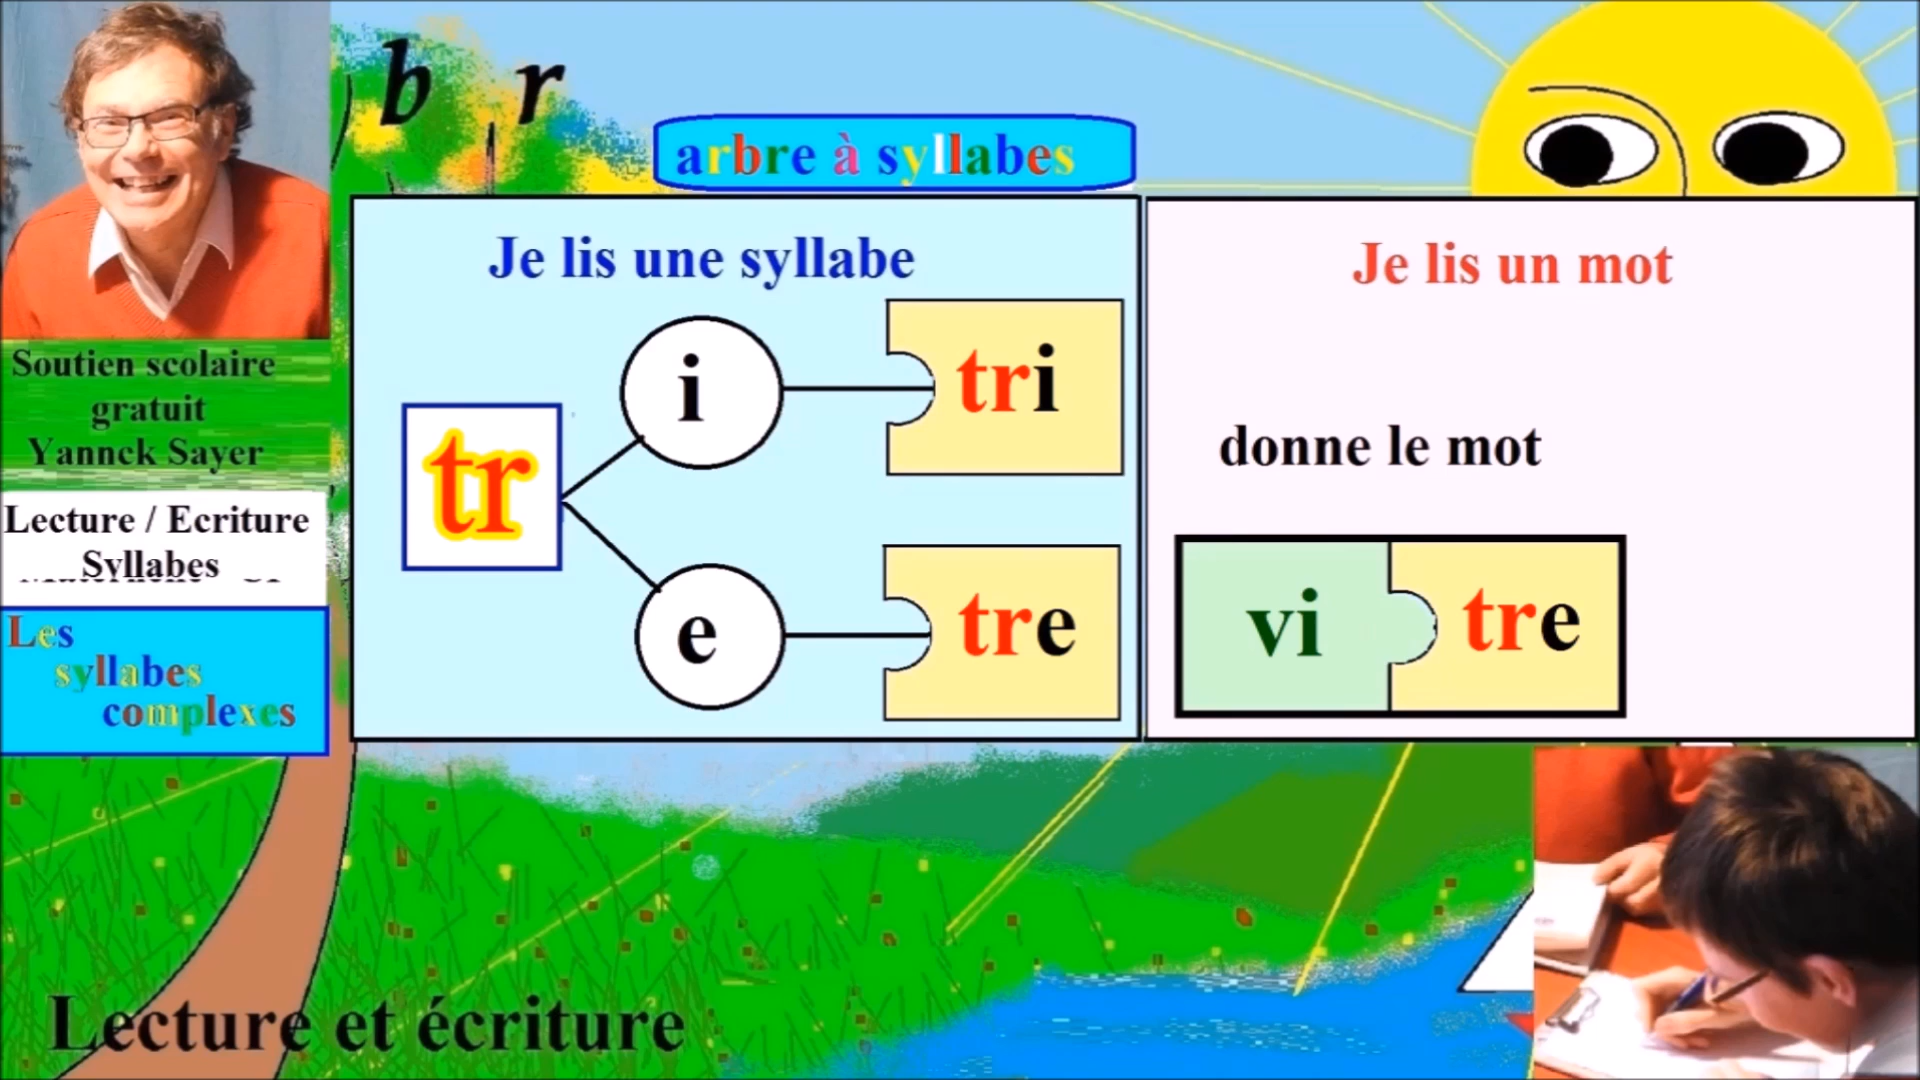 b r
arbre à syllabes
Je lis une syllabe
i
tri
tr
e
tre
Je lis un mot
donne le mot
vi tre
Soutien scolaire
gratuit
Yannck Sayer
Lecture / Ecriture
Syllabes
Les
syllabes
complexes
Lecture et écriture